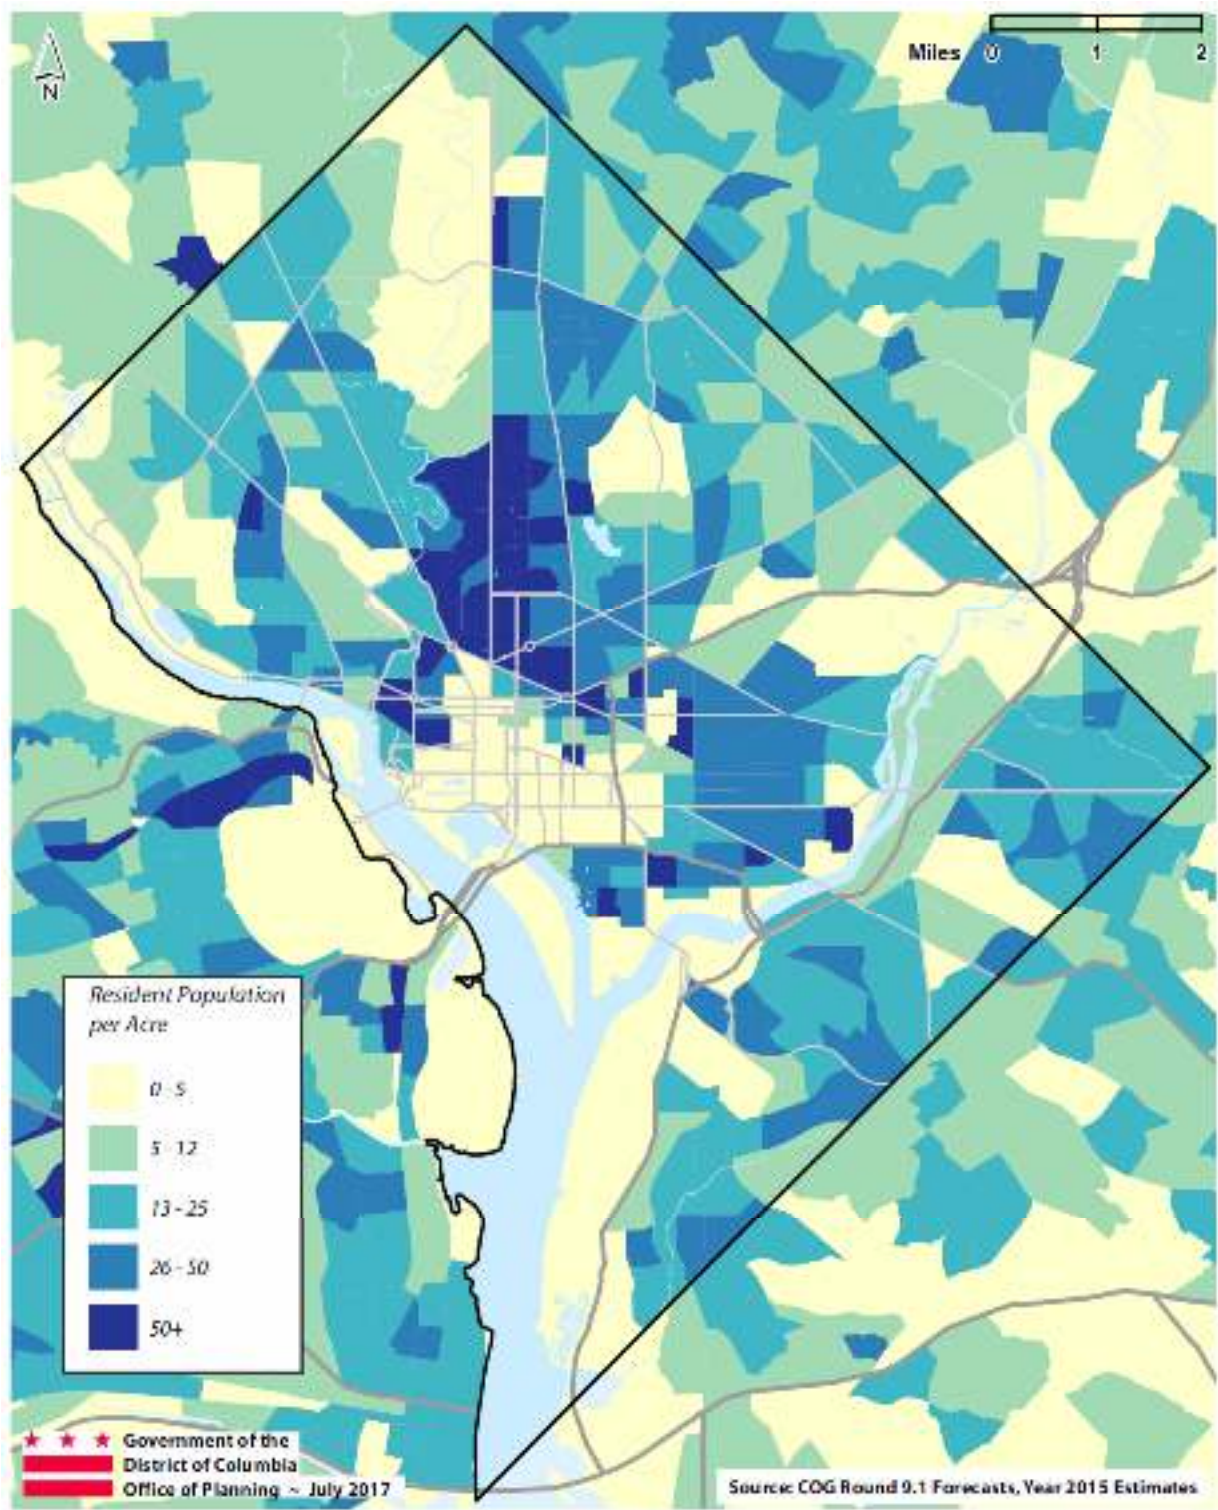 N
Miles 0 1 2
Resident Population
per Acre
0 - 5
5 - 12
13 - 25
26 - 50
50+
Government of the
District of Columbia
Office of Planning ~ July 2017
Source: COG Round 9.1 Forecasts, Year 2015 Estimates